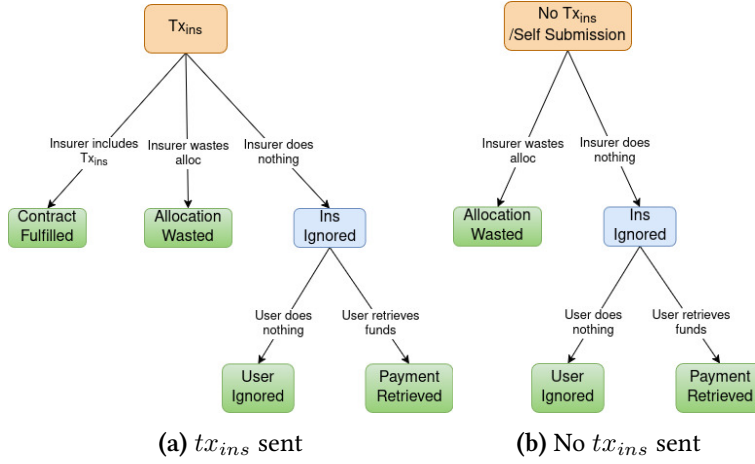 Tx_ins
Insurer includes
Tx_ins
Insurer wastes
alloc
Insurer does
nothing
Contract
Fulfilled
Allocation
Wasted
Ins
Ignored
User does
nothing
User retrieves
funds
User
Ignored
Payment
Retrieved
(a) tx_ins sent
No Tx_ins
/Self Submission
Insurer wastes
alloc
Insurer does
nothing
Allocation
Wasted
Ins
Ignored
User does
nothing
User retrieves
funds
User
Ignored
Payment
Retrieved
(b) No tx_ins sent